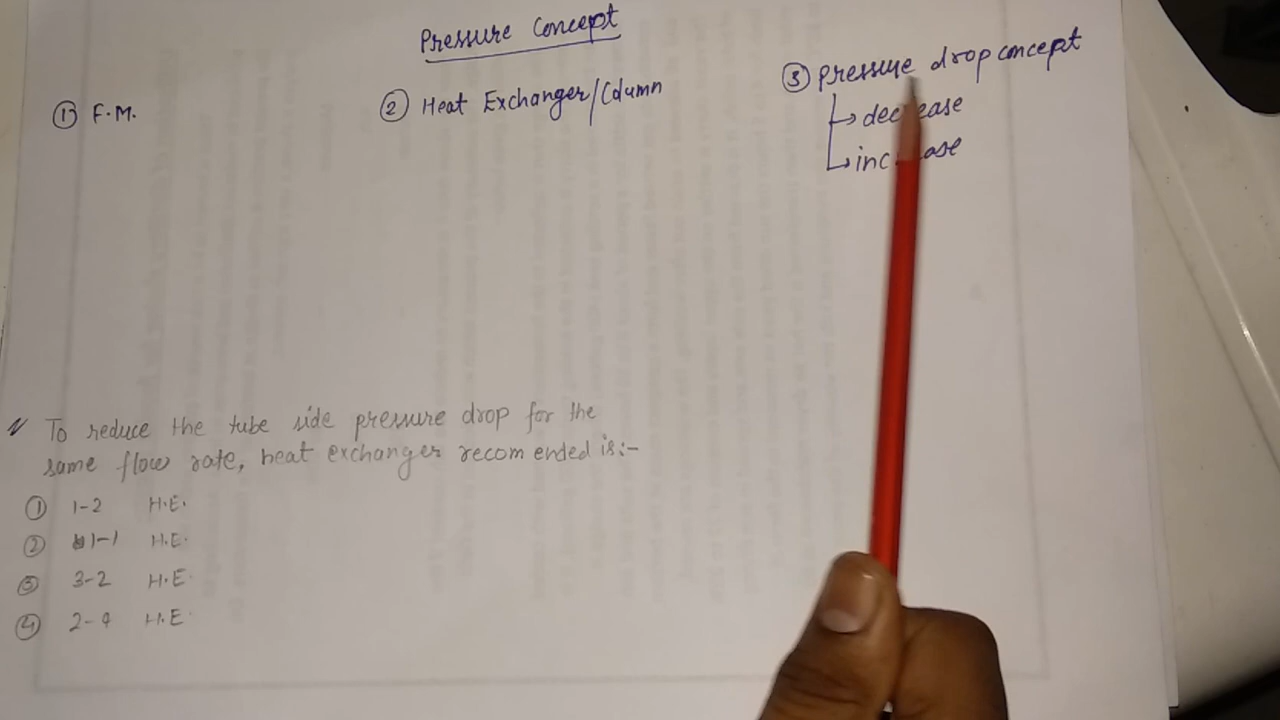 Pressure Concept
① F.M.
② Heat Exchanger/Column
③ Pressure drop concept
decrease
increase
To reduce the tube side pressure drop for the
same flow rate, heat exchanger recomended is:-
① 1-2 H.E.
② 1-1 H.E.
③ 3-2 H.E.
④ 2-4 H.E.